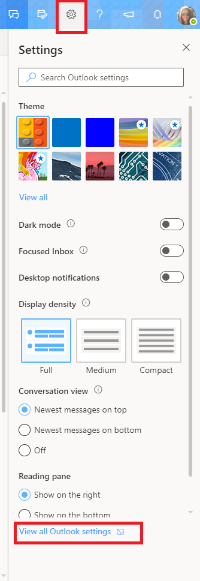 Settings
Search Outlook settings
Theme
View all
Dark mode
Focused Inbox
Desktop notifications
Display density
Full Medium Compact
Conversation view
Newest messages on top
Newest messages on bottom
Off
Reading pane
Show on the right
Show on the bottom
View all Outlook settings